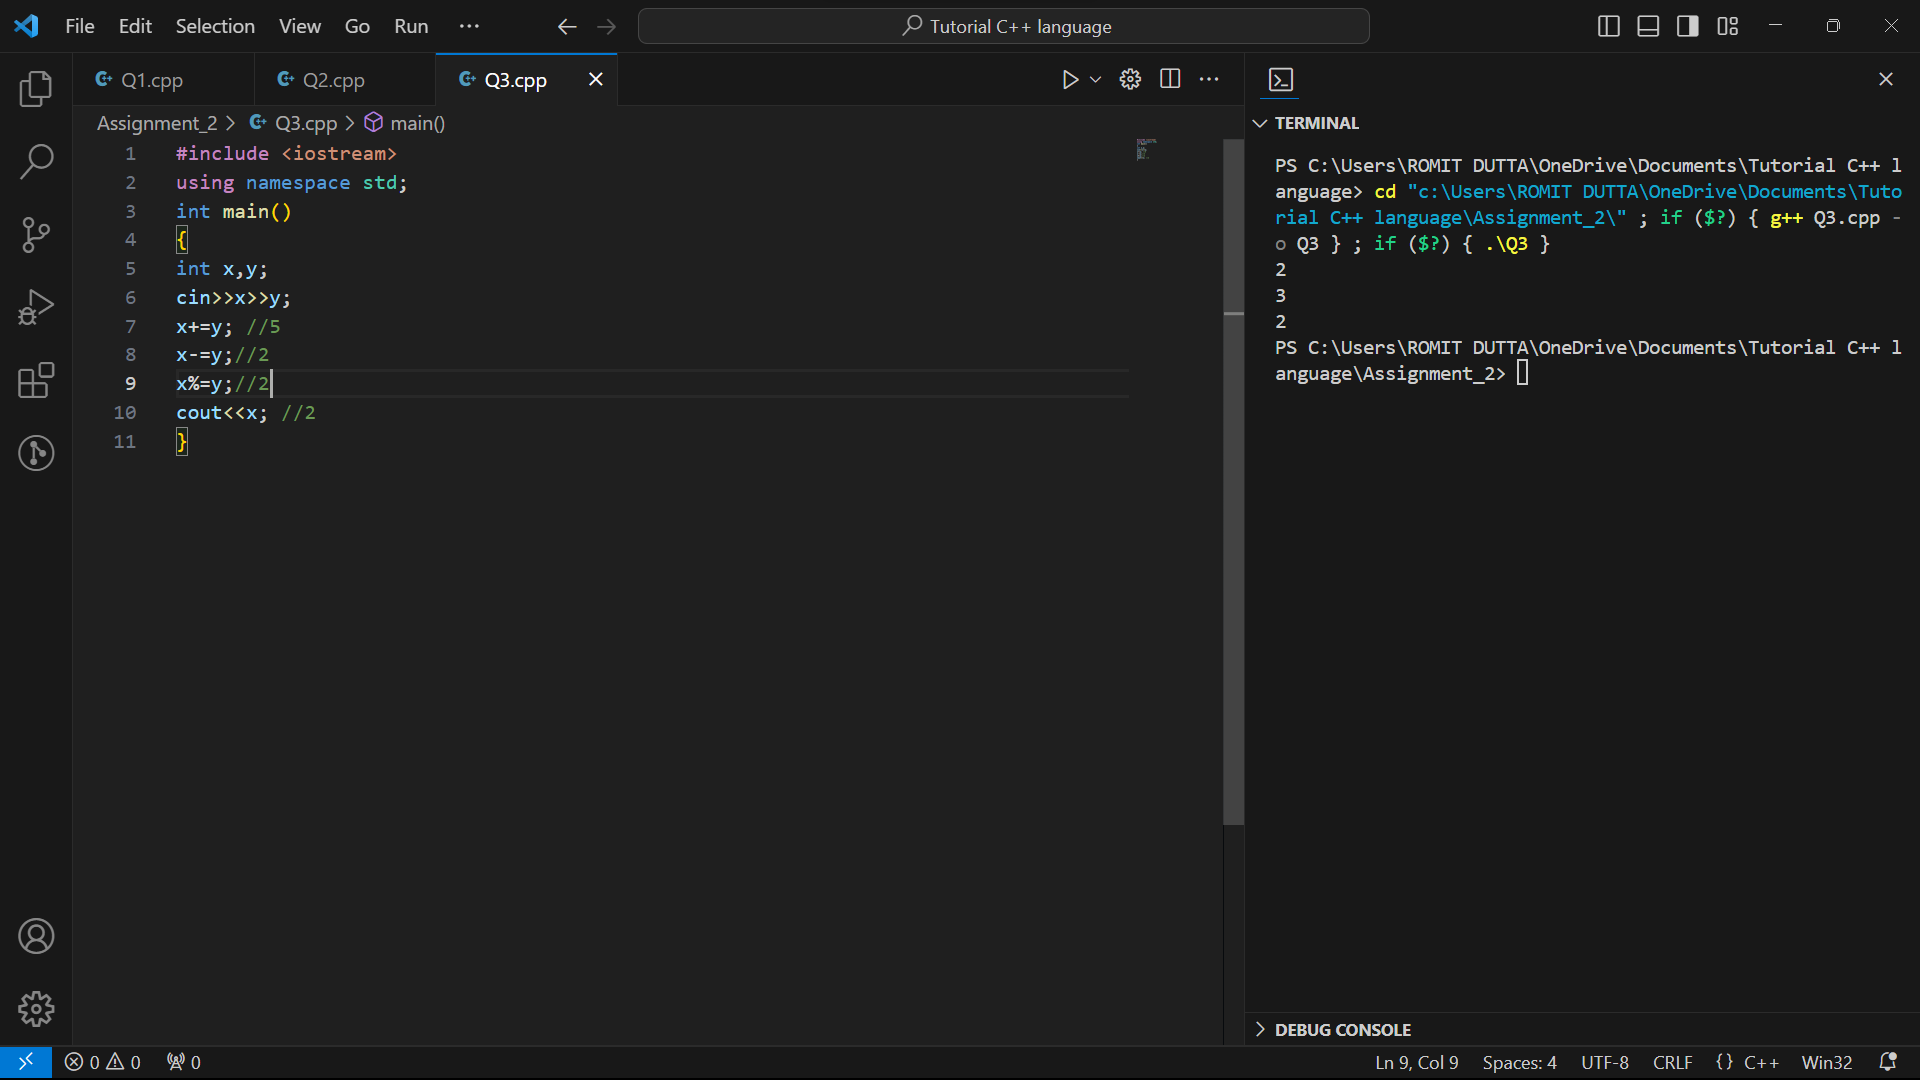 File Edit Selection View Go Run ··· Tutorial C++ language
Q1.cpp Q2.cpp Q3.cpp
Assignment_2 > Q3.cpp > main()
1 #include <iostream>
2 using namespace std;
3 int main()
4 {
5 int x,y;
6 cin>>x>>y;
7 x+=y; //5
8 x-=y;//2
9 x%=y;//2
10 cout<<x; //2
11 }
TERMINAL
PS C:\Users\ROMIT DUTTA\OneDrive\Documents\Tutorial C++ l
anguage> cd "c:\Users\ROMIT DUTTA\OneDrive\Documents\Tuto
rial C++ language\Assignment_2\" ; if ($?) { g++ Q3.cpp -
o Q3 } ; if ($?) { .\Q3 }
2
3
2
PS C:\Users\ROMIT DUTTA\OneDrive\Documents\Tutorial C++ l
anguage\Assignment_2>
DEBUG CONSOLE
0 0 0 Ln 9, Col 9 Spaces: 4 UTF-8 CRLF {} C++ Win32